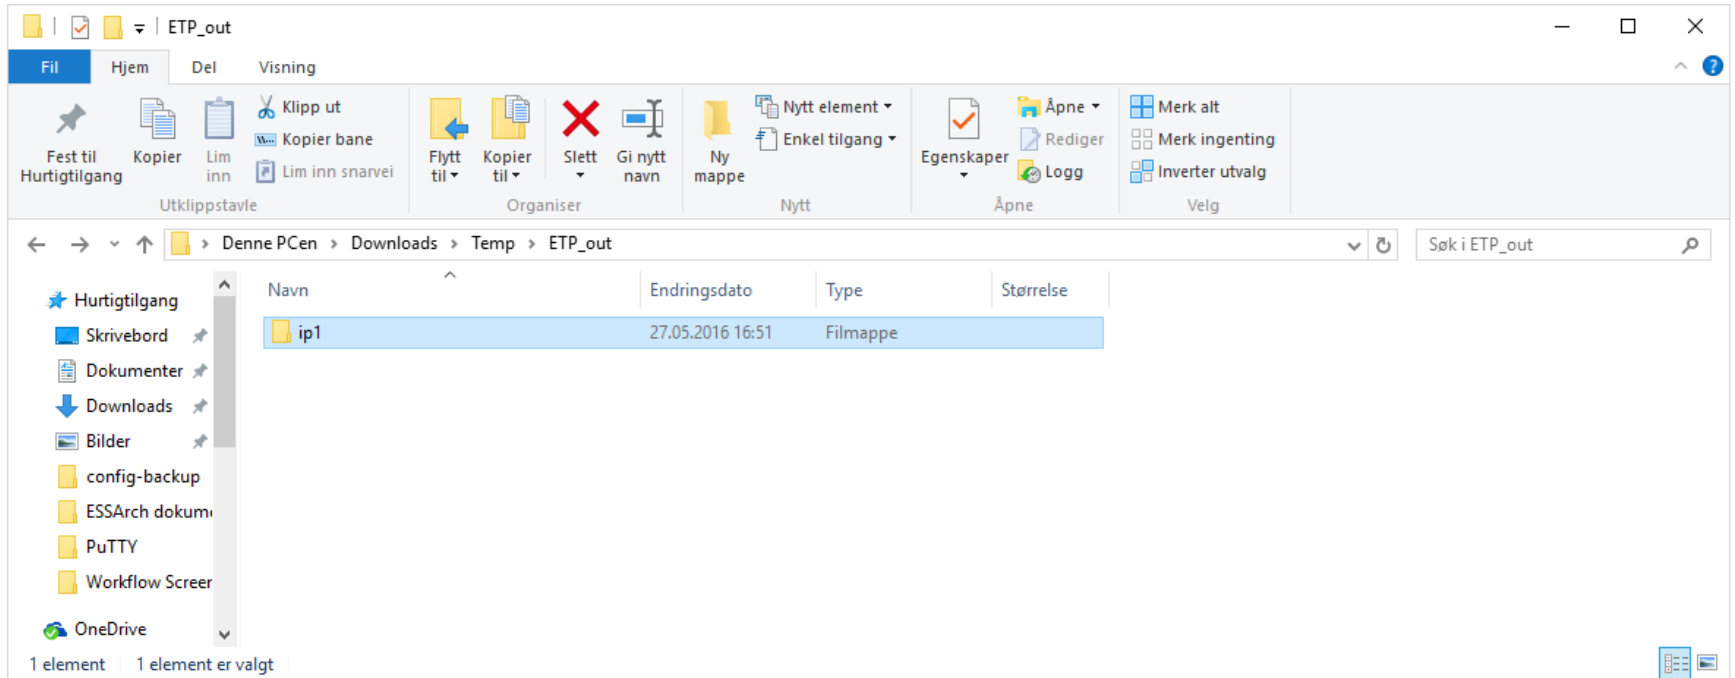 ETP_out
Fil Hjem Del Visning
Fest til Hurtigtilgang
Kopier
Lim inn
Klipp ut
Kopier bane
Lim inn snarvei
Utklippstavle
Flytt til
Kopier til
Slett
Gi nytt navn
Organiser
Ny mappe
Nytt element
Enkel tilgang
Nytt
Egenskaper
Åpne
Rediger
Logg
Åpne
Merk alt
Merk ingenting
Inverter utvalg
Velg
Denne PCen > Downloads > Temp > ETP_out
Søk i ETP_out
Navn Endringsdato Type Størrelse
ip1 27.05.2016 16:51 Filmappe
Hurtigtilgang
Skrivebord
Dokumenter
Downloads
Bilder
config-backup
ESSArch dokum
PuTTY
Workflow Screer
OneDrive
1 element 1 element er valgt